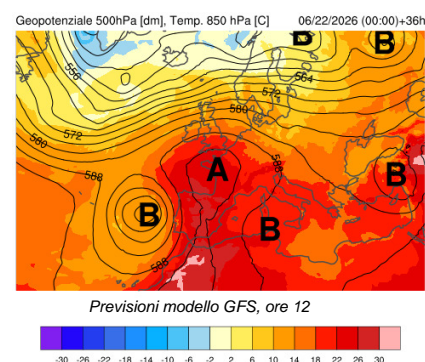 Geopotenziale 500hPa [dm], Temp. 850 hPa [C] 06/22/2026 (00:00)+36h
B B
556 564
572
580
580 572
588 A 588
B B
B
588
Previsioni modello GFS, ore 12
-30 -26 -22 -18 -14 -10 -6 -2 2 6 10 14 18 22 26 30